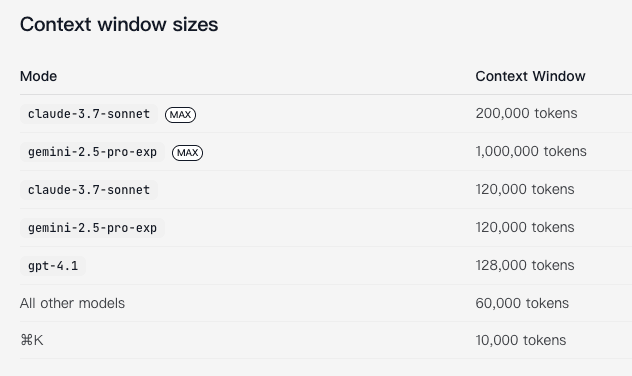 Context window sizes
Mode Context Window
claude-3.7-sonnet MAX 200,000 tokens
gemini-2.5-pro-exp MAX 1,000,000 tokens
claude-3.7-sonnet 120,000 tokens
gemini-2.5-pro-exp 120,000 tokens
gpt-4.1 128,000 tokens
All other models 60,000 tokens
⌘K 10,000 tokens